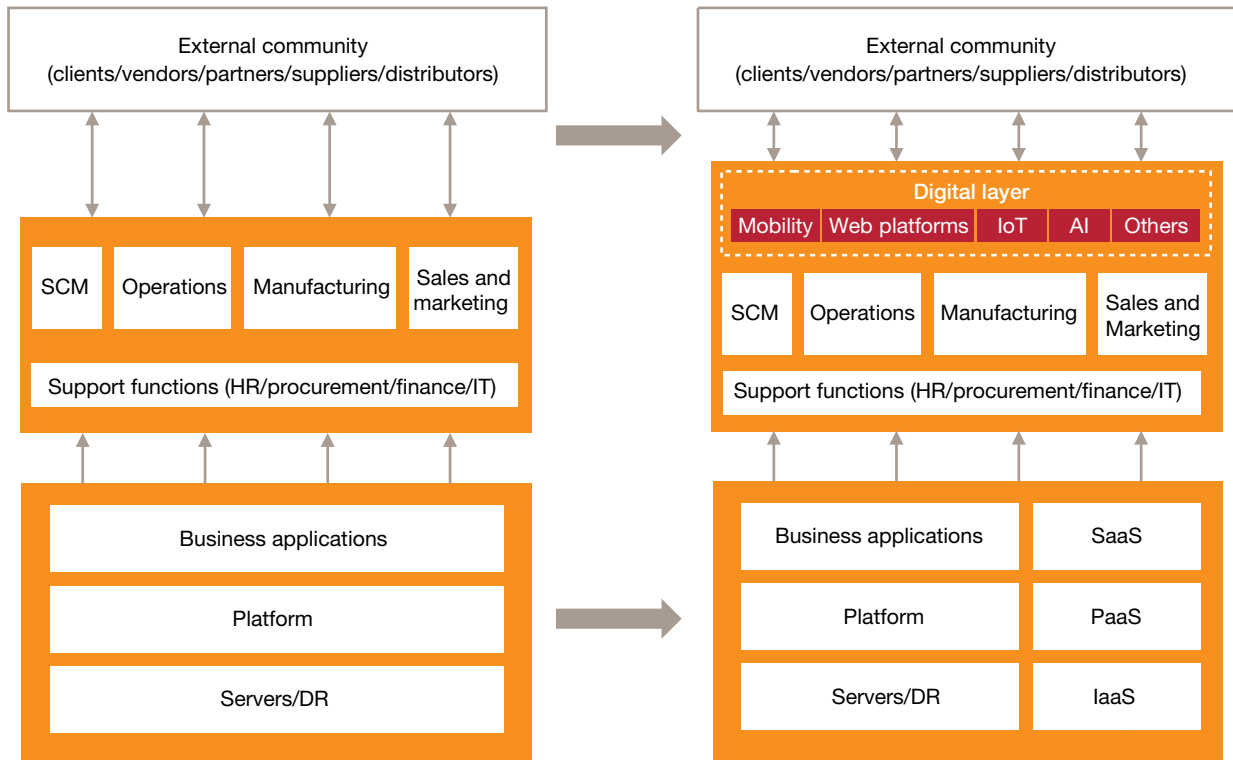 External community
(clients/vendors/partners/suppliers/distributors)
SCM
Operations
Manufacturing
Sales and
marketing
Support functions (HR/procurement/finance/IT)
Business applications
Platform
Servers/DR
External community
(clients/vendors/partners/suppliers/distributors)
Digital layer
Mobility
Web platforms
IoT
AI
Others
SCM
Operations
Manufacturing
Sales and
Marketing
Support functions (HR/procurement/finance/IT)
Business applications
SaaS
Platform
PaaS
Servers/DR
IaaS